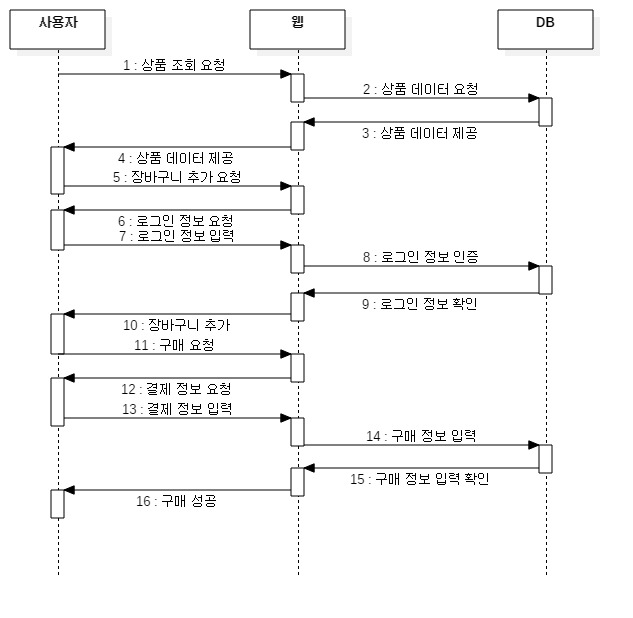 사용자
웹
DB
1 : 상품 조회 요청
2 : 상품 데이터 요청
3 : 상품 데이터 제공
4 : 상품 데이터 제공
5 : 장바구니 추가 요청
6 : 로그인 정보 요청
7 : 로그인 정보 입력
8 : 로그인 정보 인증
9 : 로그인 정보 확인
10 : 장바구니 추가
11 : 구매 요청
12 : 결제 정보 요청
13 : 결제 정보 입력
14 : 구매 정보 입력
15 : 구매 정보 입력 확인
16 : 구매 성공